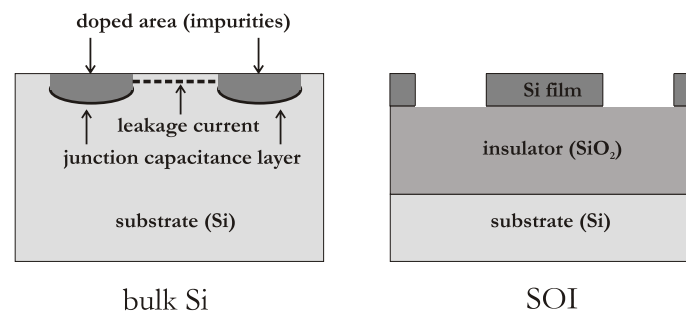 doped area (impurities)
leakage current
junction capacitance layer
substrate (Si)
bulk Si
Si film
insulator (SiO₂)
substrate (Si)
SOI